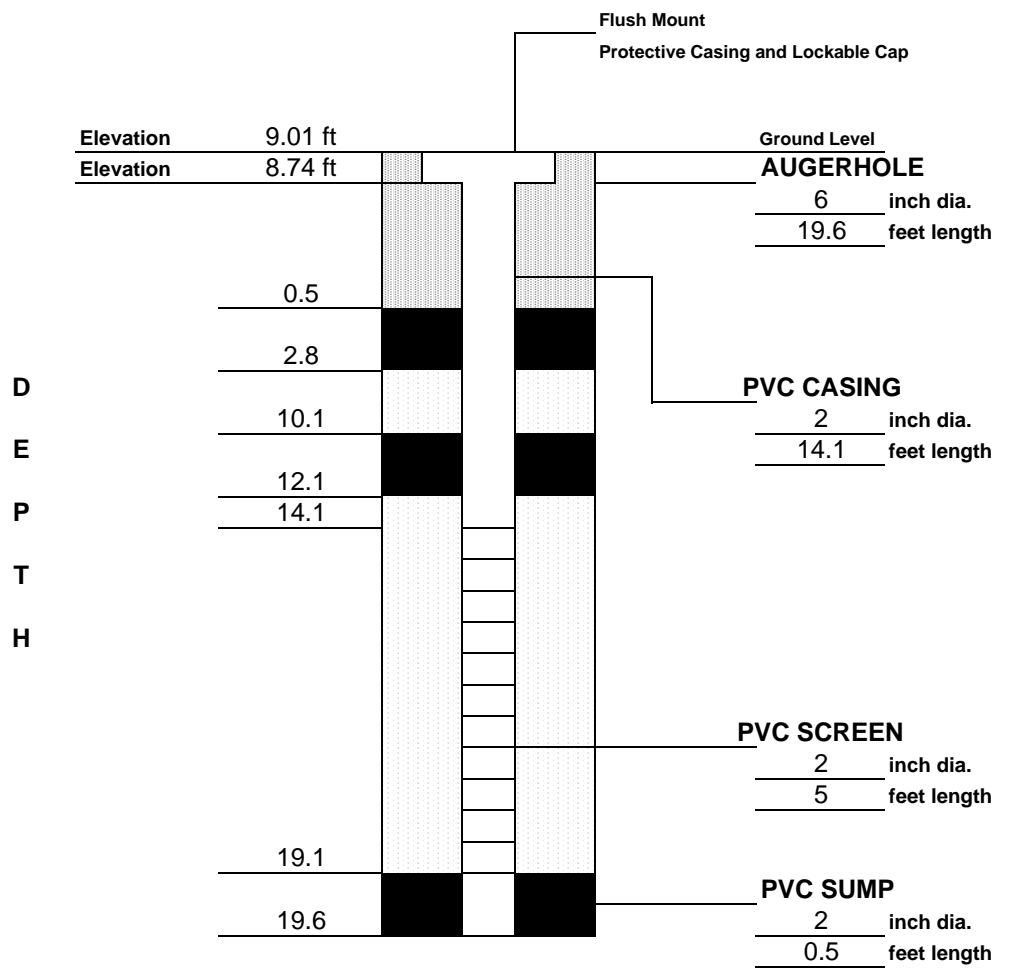 Flush Mount
Protective Casing and Lockable Cap
Elevation 9.01 ft Ground Level
Elevation 8.74 ft AUGERHOLE
6 inch dia.
19.6 feet length
0.5
2.8
D PVC CASING
10.1 2 inch dia.
E 14.1 feet length
12.1
P 14.1
T
H
PVC SCREEN
2 inch dia.
5 feet length
19.1
PVC SUMP
19.6 2 inch dia.
0.5 feet length